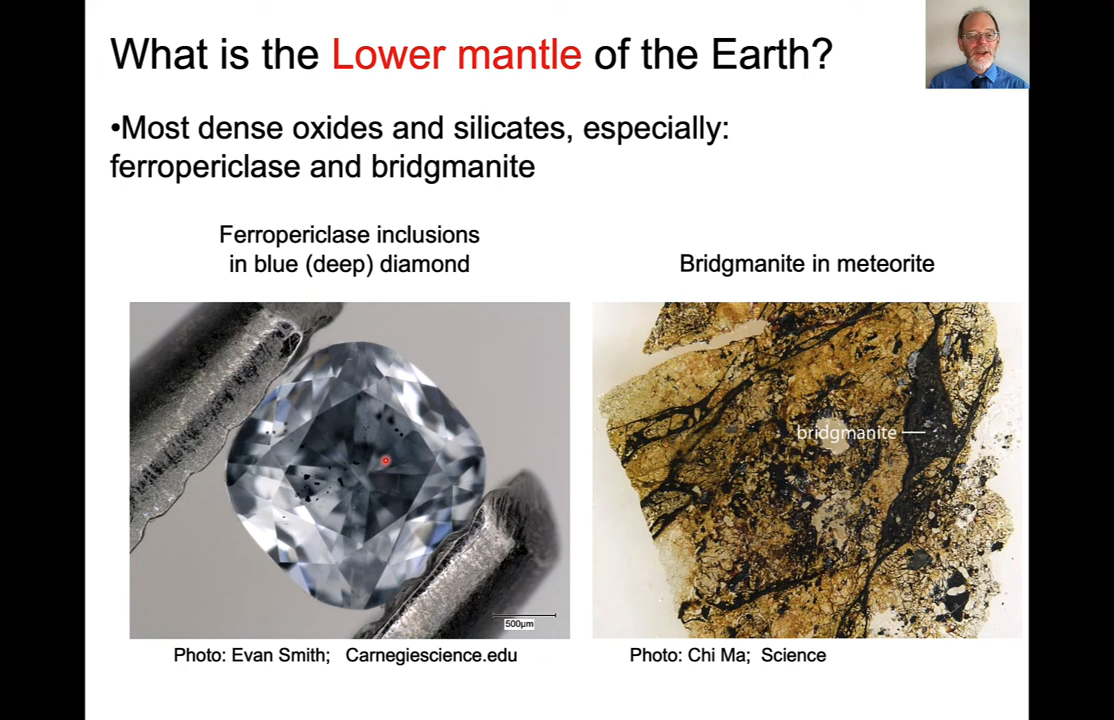 What is the Lower mantle of the Earth?
•Most dense oxides and silicates, especially:
ferropericlase and bridgmanite
Ferropericlase inclusions
in blue (deep) diamond
Bridgmanite in meteorite
bridgmanite
500µm
Photo: Evan Smith; Carnegiescience.edu
Photo: Chi Ma; Science